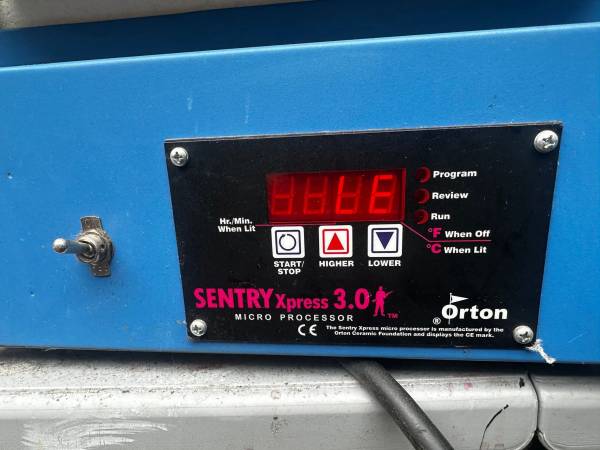 tE
Program
Review
Run
Hr./Min.
When Lit
°F When Off
°C When Lit
START/
STOP
HIGHER
LOWER
SENTRY Xpress 3.0 ™
MICRO PROCESSOR
CE
® Orton
The Sentry Xpress micro processor is manufactured by the
Orton Ceramic Foundation and displays the CE mark.